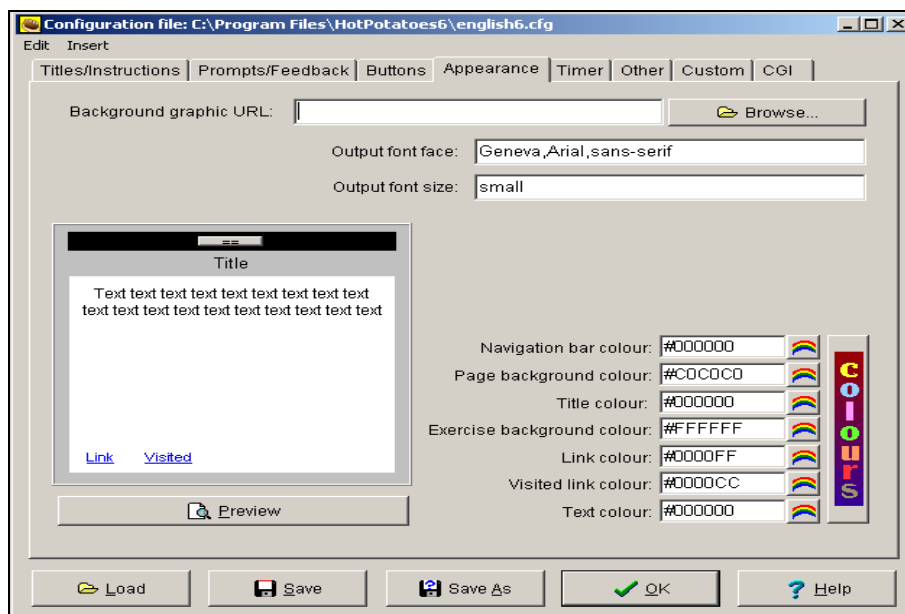 Configuration file: C:\Program Files\HotPotatoes6\english6.cfg
Edit Insert
Titles/Instructions Prompts/Feedback Buttons Appearance Timer Other Custom CGI
Background graphic URL: Browse...
Output font face: Geneva,Arial,sans-serif
Output font size: small
==
Title
Text text text text text text text text text text
text text text text text text text text text text text
Navigation bar colour: #000000
Page background colour: #C0C0C0
Title colour: #000000
Exercise background colour: #FFFFFF
Link colour: #0000FF
Visited link colour: #0000CC
Text colour: #000000
colours
Link Visited
Preview
Load Save Save As OK Help